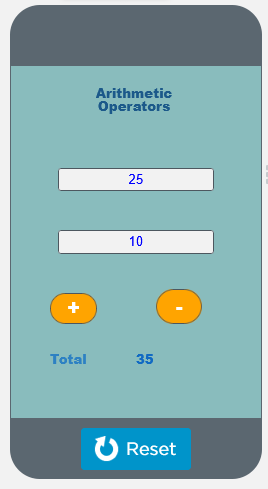 Arithmetic
Operators
25
10
+ -
Total 35
Reset